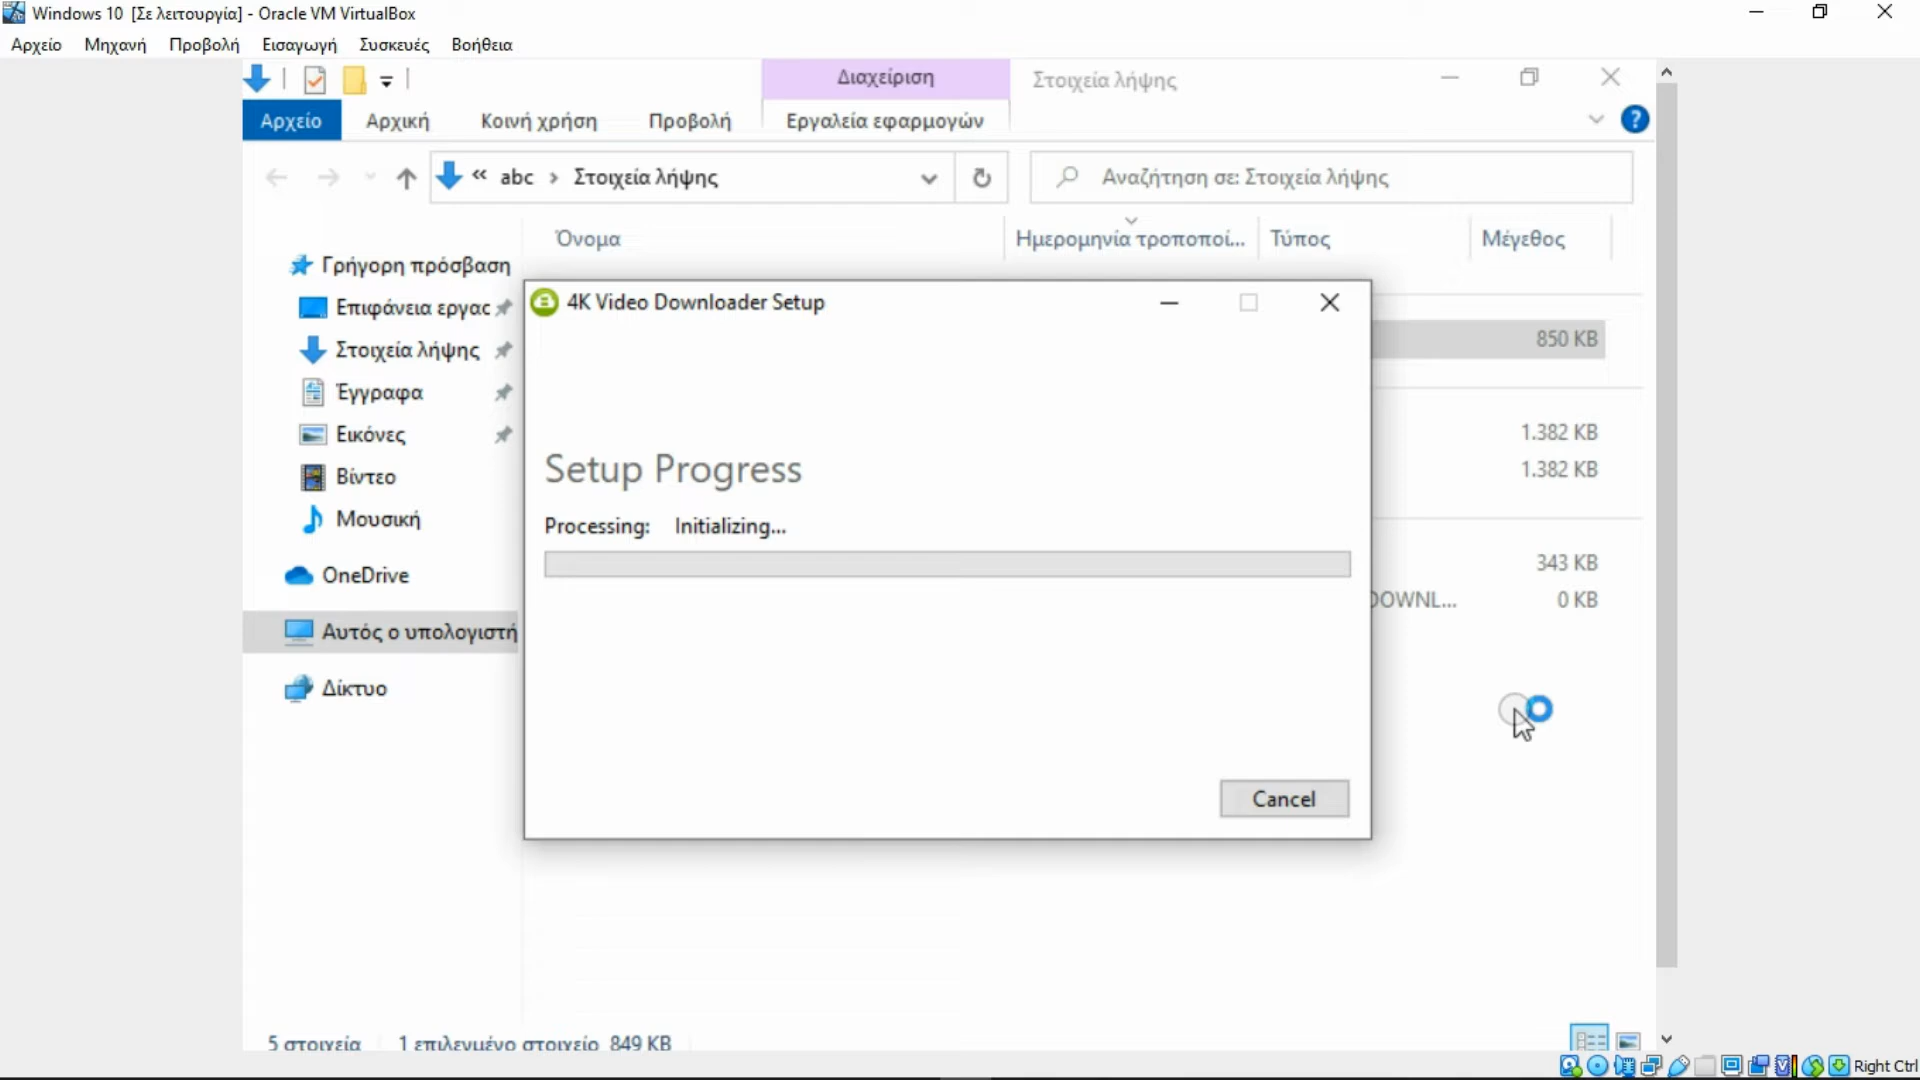 Windows 10 [Σε λειτουργία] - Oracle VM VirtualBox
Αρχείο Μηχανή Προβολή Εισαγωγή Συσκευές Βοήθεια
Διαχείριση Στοιχεία λήψης
Αρχείο Αρχική Κοινή χρήση Προβολή Εργαλεία εφαρμογών
« abc › Στοιχεία λήψης
Αναζήτηση σε: Στοιχεία λήψης
Όνομα Ημερομηνία τροποποί... Τύπος Μέγεθος
Γρήγορη πρόσβαση
Επιφάνεια εργας
Στοιχεία λήψης
Έγγραφα
Εικόνες
Βίντεο
Μουσική
OneDrive
Αυτός ο υπολογιστή
Δίκτυο
4K Video Downloader Setup
Setup Progress
Processing: Initializing...
Cancel
850 KB
1.382 KB
1.382 KB
343 KB
DOWNL... 0 KB
5 στοιχεία 1 επιλεγμένο στοιχείο 849 KB
Right Ctrl